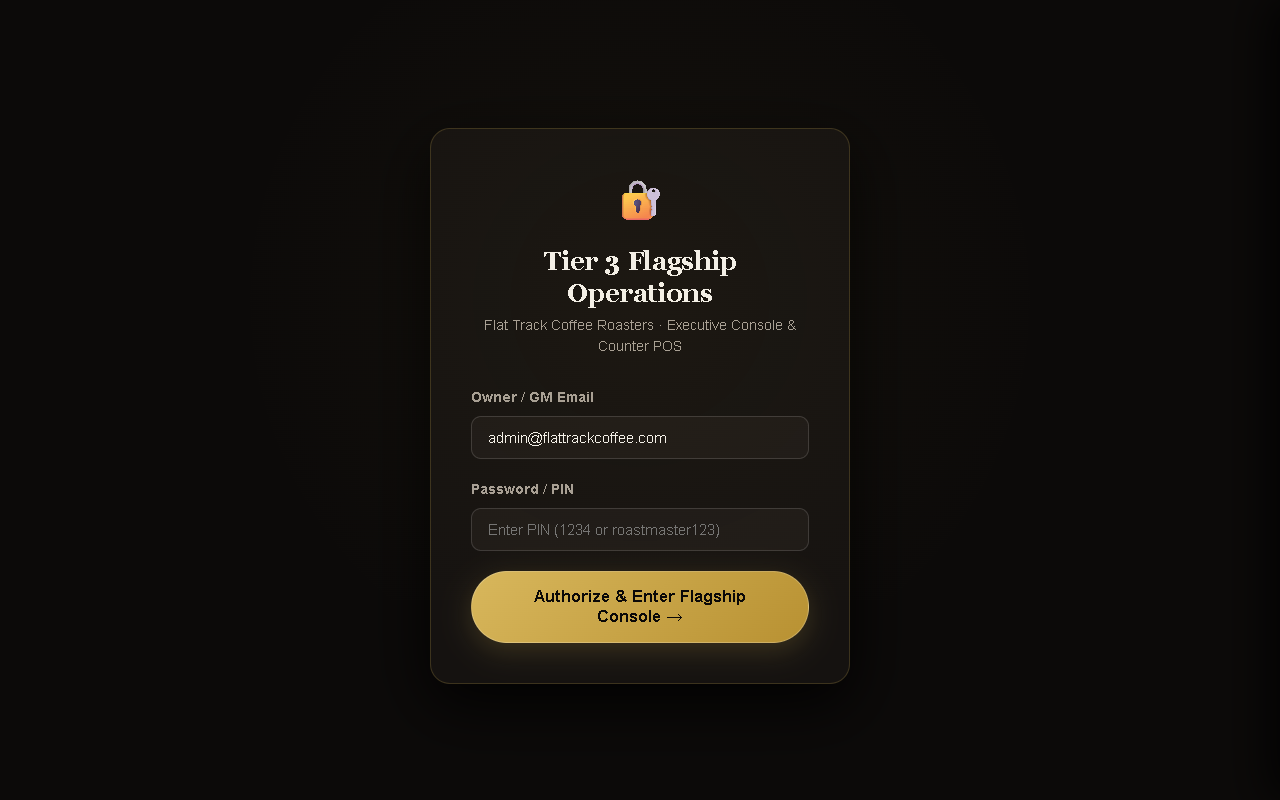 Tier 3 Flagship
Operations
Flat Track Coffee Roasters · Executive Console &
Counter POS
Owner / GM Email
admin@flattrackcoffee.com
Password / PIN
Enter PIN (1234 or roastmaster123)
Authorize & Enter Flagship
Console →